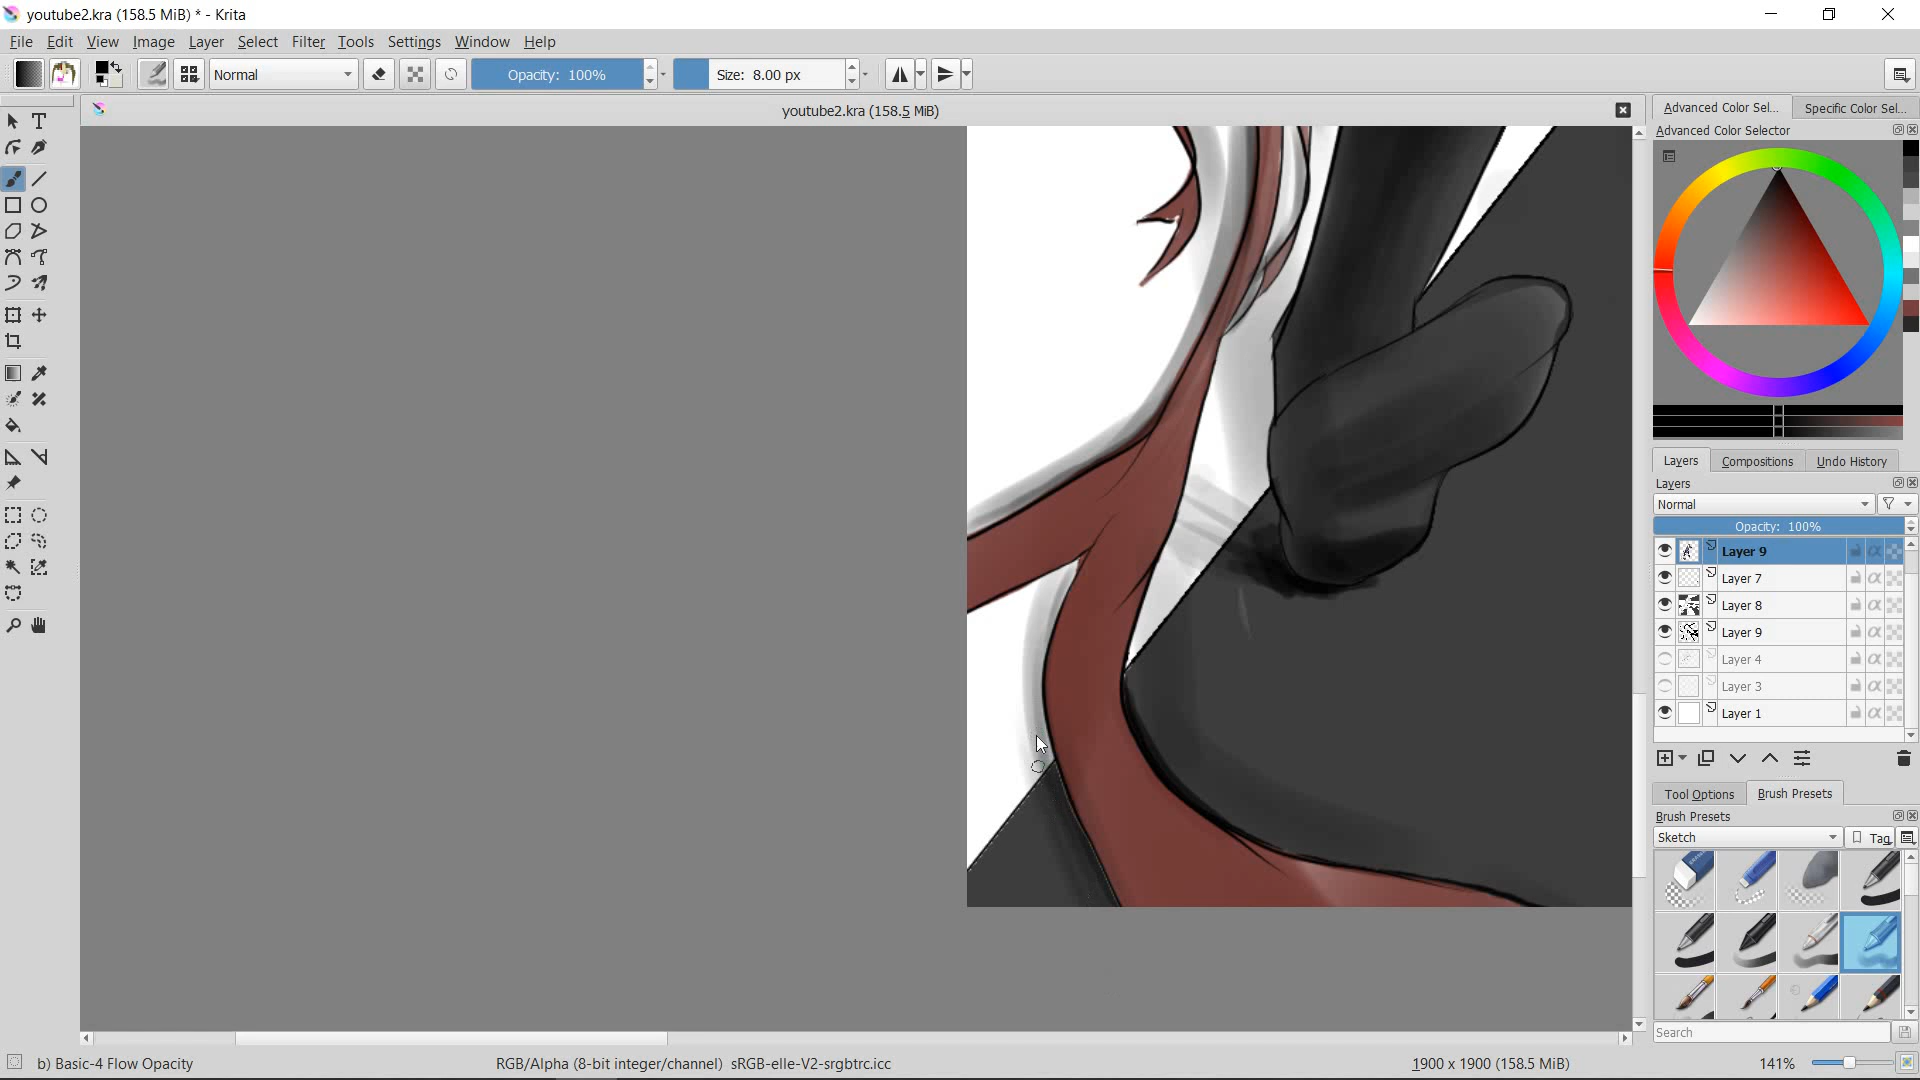 youtube2.kra (158.5 MiB) * - Krita
File Edit View Image Layer Select Filter Tools Settings Window Help
Normal Opacity: 100% Size: 8.00 px
youtube2.kra (158.5 MiB)
Advanced Color Sel... Specific Color Sel...
Advanced Color Selector
Layers Compositions Undo History
Layers
Normal
Opacity: 100%
Layer 9
Layer 7
Layer 8
Layer 9
Layer 4
Layer 3
Layer 1
Tool Options Brush Presets
Brush Presets
Sketch Tag
Search
b) Basic-4 Flow Opacity RGB/Alpha (8-bit integer/channel) sRGB-elle-V2-srgbtrc.icc 1900 x 1900 (158.5 MiB) 141%